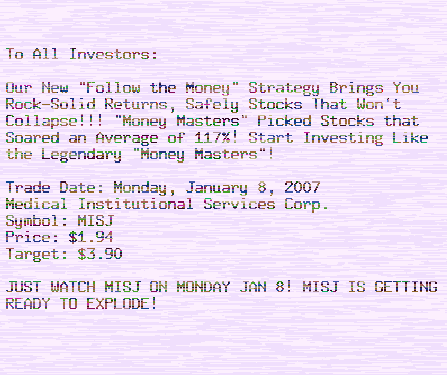 To All Investors:
Our New "Follow the Money" Strategy Brings You
Rock-Solid Returns, Safely Stocks That Won't
Collapse!!! "Money Masters" Picked Stocks that
Soared an Average of 117%! Start Investing Like
the Legendary "Money Masters"!
Trade Date: Monday, January 8, 2007
Medical Institutional Services Corp.
Symbol: MISJ
Price: $1.94
Target: $3.90
JUST WATCH MISJ ON MONDAY JAN 8! MISJ IS GETTING
READY TO EXPLODE!